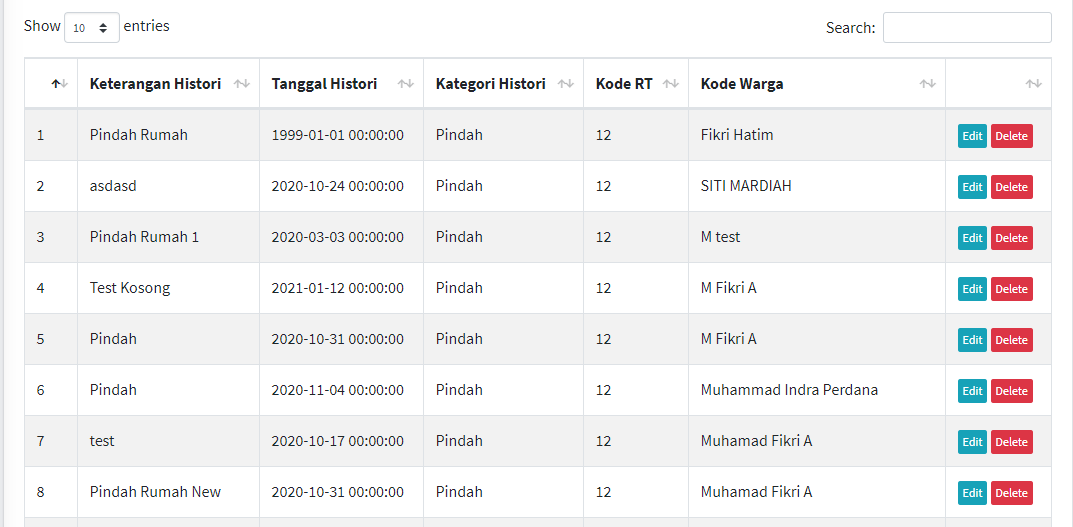 Show 10 entries Search:
Keterangan Histori Tanggal Histori Kategori Histori Kode RT Kode Warga
1 Pindah Rumah 1999-01-01 00:00:00 Pindah 12 Fikri Hatim Edit Delete
2 asdasd 2020-10-24 00:00:00 Pindah 12 SITI MARDIAH Edit Delete
3 Pindah Rumah 1 2020-03-03 00:00:00 Pindah 12 M test Edit Delete
4 Test Kosong 2021-01-12 00:00:00 Pindah 12 M Fikri A Edit Delete
5 Pindah 2020-10-31 00:00:00 Pindah 12 M Fikri A Edit Delete
6 Pindah 2020-11-04 00:00:00 Pindah 12 Muhammad Indra Perdana Edit Delete
7 test 2020-10-17 00:00:00 Pindah 12 Muhamad Fikri A Edit Delete
8 Pindah Rumah New 2020-10-31 00:00:00 Pindah 12 Muhamad Fikri A Edit Delete